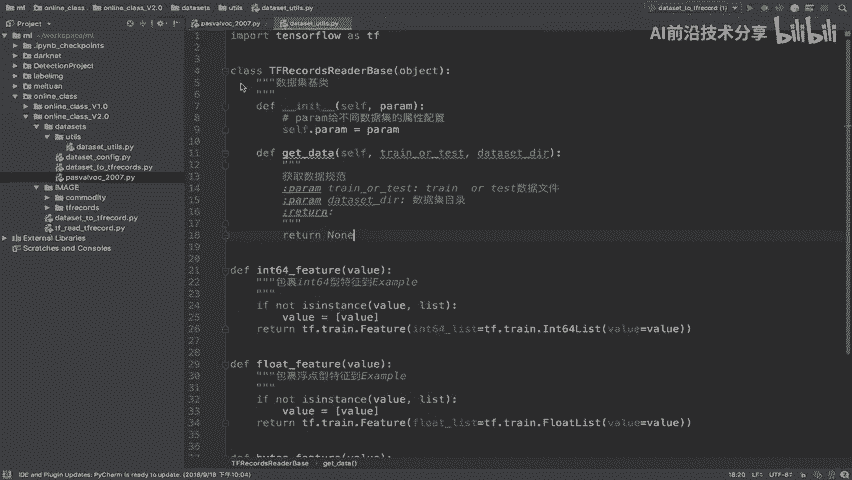 ml online_class online_class_V2.0 datasets utils dataset_utils.py
dataset_to_tfrecord (1)
Project
pasvalvoc_2007.py
dataset_utils.py
AI前沿技术分享 bilibili
ml ~/workspace/ml
.ipynb_checkpoints
darknet
DetectionProject
labelimg
meituan
online_class
online_class_V1.0
online_class_V2.0
datasets
utils
dataset_utils.py
dataset_config.py
dataset_to_tfrecords.py
pasvalvoc_2007.py
IMAGE
commodity
tfrecords
dataset_to_tfrecord.py
tf_read_tfrecord.py
External Libraries
Scratches and Consoles
1 import tensorflow as tf
2
3
4 class TFRecordsReaderBase(object):
5 """数据集基类
6 """
7 def __init__(self, param):
8 # param给不同数据集的属性配置
9 self.param = param
10
11 def get_data(self, train_or_test, dataset_dir):
12 """
13 获取数据规范
14 :param train_or_test: train or test数据文件
15 :param dataset_dir: 数据集目录
16 :return:
17 """
18 return None
19
20
21 def int64_feature(value):
22 """包裹int64型特征到Example
23 """
24 if not isinstance(value, list):
25 value = [value]
26 return tf.train.Feature(int64_list=tf.train.Int64List(value=value))
27
28
29 def float_feature(value):
30 """包裹浮点型特征到Example
31 """
32 if not isinstance(value, list):
33 value = [value]
34 return tf.train.Feature(float_list=tf.train.FloatList(value=value))
35
36
37 def bytes_feature(value):
TFRecordsReaderBase get_data()
IDE and Plugin Updates: PyCharm is ready to update. (2018/9/18 下午10:04)
18:20 LF÷ UTF-8÷